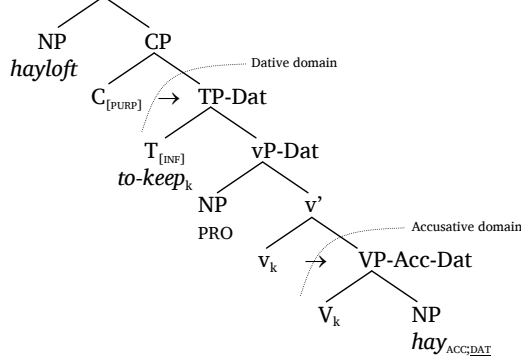 NP CP
hayloft
Dative domain
C[PURP] → TP-Dat
T[INF] vP-Dat
to-keepk
NP v'
PRO
Accusative domain
vk → VP-Acc-Dat
Vk NP
hayACC;DAT